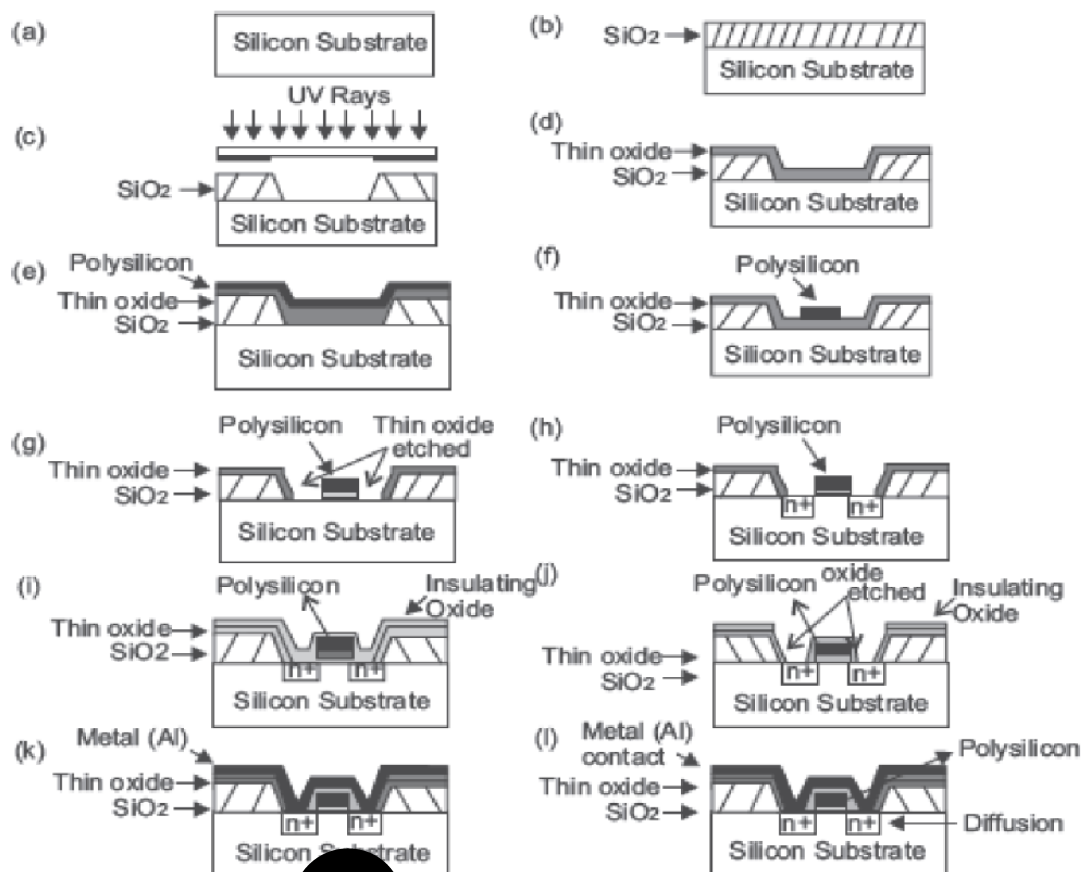 (a)
Silicon Substrate
(b)
SiO2
Silicon Substrate
UV Rays
(c)
SiO2
Silicon Substrate
(d)
Thin oxide
SiO2
Silicon Substrate
(e)
Polysilicon
Thin oxide
SiO2
Silicon Substrate
(f)
Polysilicon
Thin oxide
SiO2
Silicon Substrate
(g)
Polysilicon
Thin oxide
etched
Thin oxide
SiO2
Silicon Substrate
(h)
Polysilicon
Thin oxide
SiO2
n+ n+
Silicon Substrate
(i)
Polysilicon
Insulating
Oxide
Thin oxide
SiO2
n+ n+
Silicon Substrate
(j)
Polysilicon
oxide
etched
Insulating
Oxide
Thin oxide
SiO2
n+ n+
Silicon Substrate
(k)
Metal (Al)
Thin oxide
SiO2
n+ n+
Silicon Substrate
(l)
Metal (Al)
contact
Polysilicon
Thin oxide
SiO2
n+ n+
Diffusion
Silicon Substrate